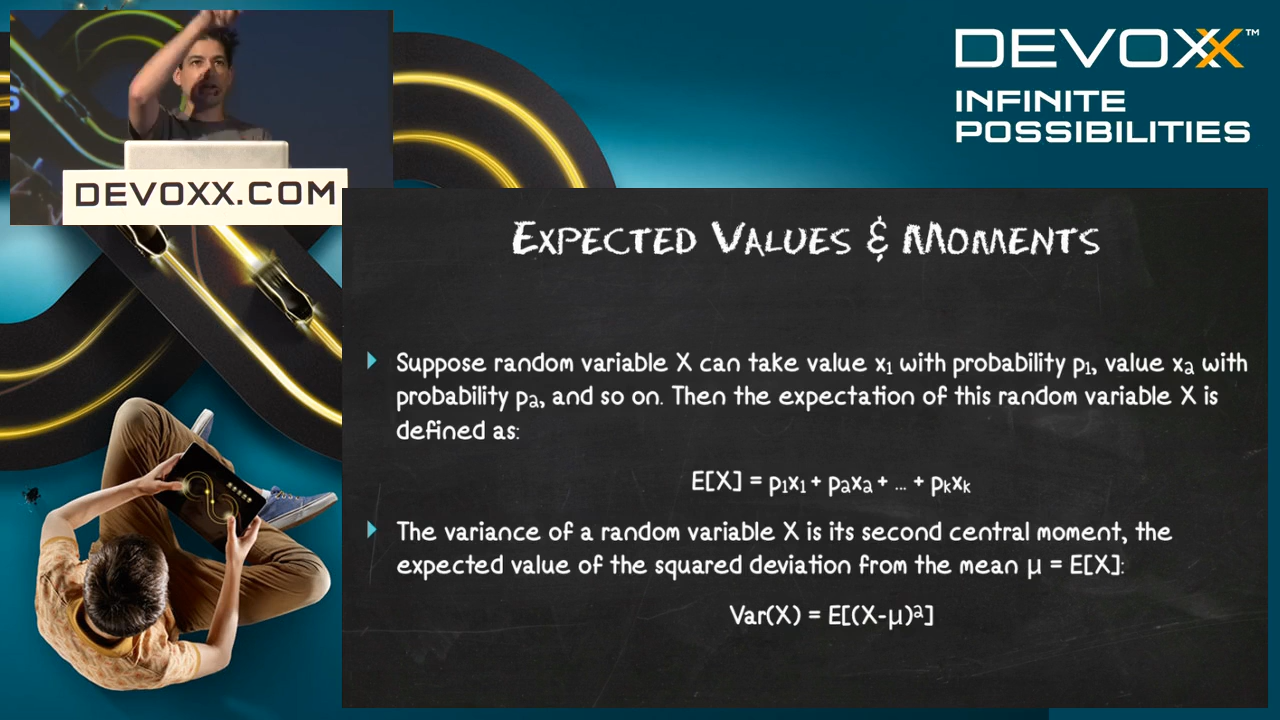 DEVOXX™
INFINITE
POSSIBILITIES
DEVOXX.COM
EXPECTED VALUES & MOMENTS
Suppose random variable X can take value x₁ with probability p₁, value x₂ with
probability p₂, and so on. Then the expectation of this random variable X is
defined as:
E[X] = p₁x₁ + p₂x₂ + ... + pₖxₖ
The variance of a random variable X is its second central moment, the
expected value of the squared deviation from the mean μ = E[X]:
Var(X) = E[(X-μ)²]